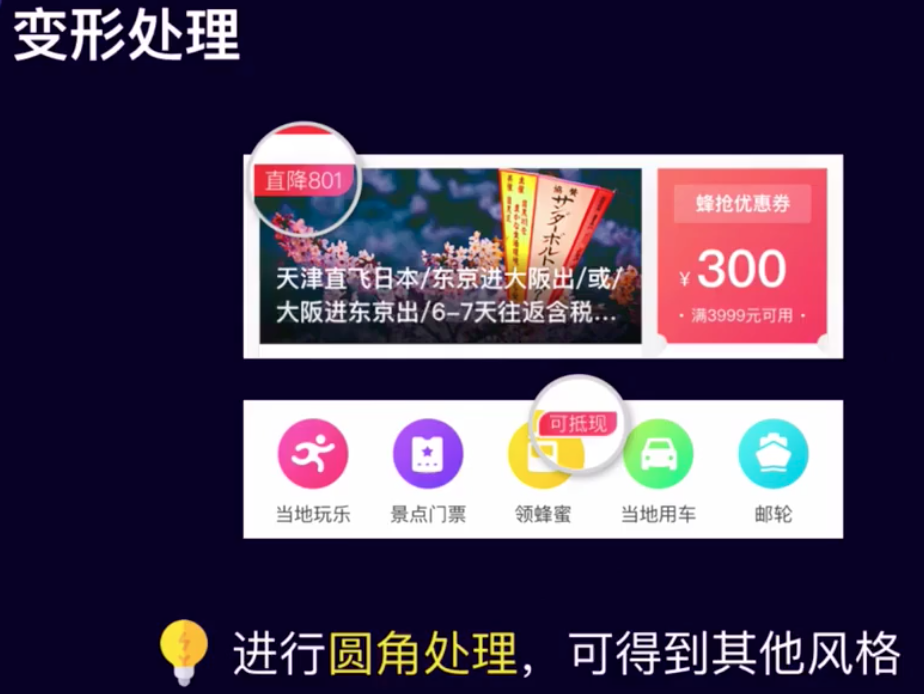 变形处理
直降801
天津直飞日本/东京进大阪出/或/
大阪进东京出/6-7天往返含税...
サンダーボルト
蜂抢优惠券
¥300
·满3999元可用·
可抵现
当地玩乐 景点门票 领蜂蜜 当地用车 邮轮
进行圆角处理，可得到其他风格